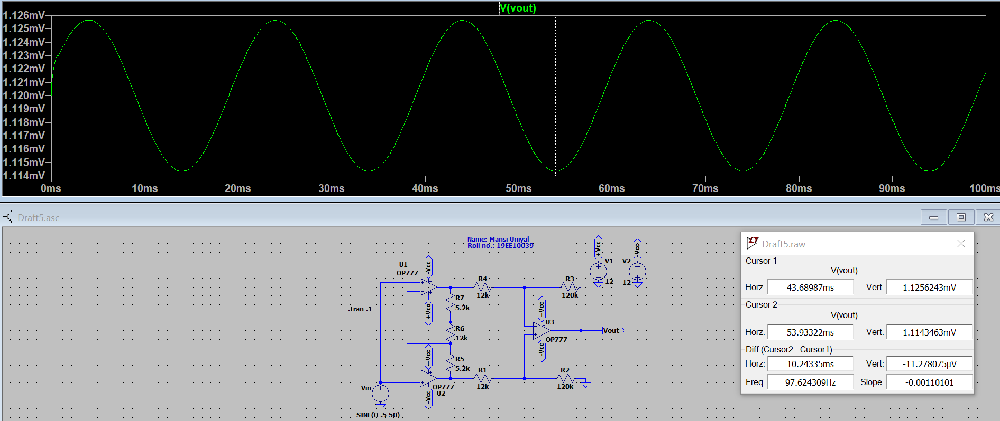 V(vout)
1.126mV
1.125mV
1.124mV
1.123mV
1.122mV
1.121mV
1.120mV
1.119mV
1.118mV
1.117mV
1.116mV
1.115mV
1.114mV
0ms 10ms 20ms 30ms 40ms 50ms 60ms 70ms 80ms 90ms 100ms
Draft5.asc
Name: Mansi Uniyal
Roll no.: 19EE10039
+Vcc
V1
12
-Vcc
V2
12
U1
OP777
-Vcc
+Vcc
R4
12k
R3
120k
R7
5.2k
.tran .1
R6
12k
+Vcc
U3
OP777
-Vcc
Vout
+Vcc
R5
5.2k
R1
12k
R2
120k
OP777
U2
-Vcc
Vin
SINE(0 .5 50)
Draft5.raw
Cursor 1
V(vout)
Horz: 43.68987ms Vert: 1.1256243mV
Cursor 2
V(vout)
Horz: 53.93322ms Vert: 1.1143463mV
Diff (Cursor2 - Cursor1)
Horz: 10.24335ms Vert: -11.278075µV
Freq: 97.624309Hz Slope: -0.00110101